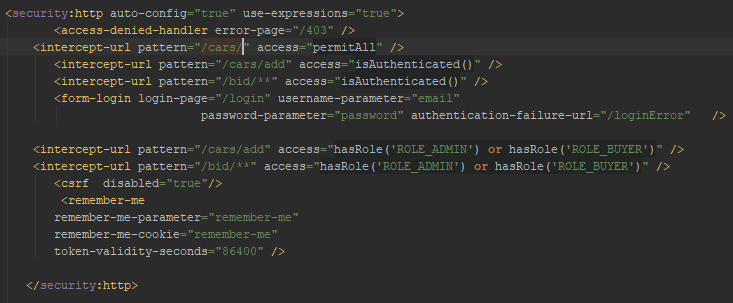 <security:http auto-config="true" use-expressions="true">
<access-denied-handler error-page="/403" />
<intercept-url pattern="/cars/" access="permitAll" />
<intercept-url pattern="/cars/add" access="isAuthenticated()" />
<intercept-url pattern="/bid/**" access="isAuthenticated()" />
<form-login login-page="/login" username-parameter="email"
password-parameter="password" authentication-failure-url="/loginError" />
<intercept-url pattern="/cars/add" access="hasRole('ROLE_ADMIN') or hasRole('ROLE_BUYER')" />
<intercept-url pattern="/bid/**" access="hasRole('ROLE_ADMIN') or hasRole('ROLE_BUYER')" />
<csrf disabled="true"/>
<remember-me
remember-me-parameter="remember-me"
remember-me-cookie="remember-me"
token-validity-seconds="86400" />
</security:http>